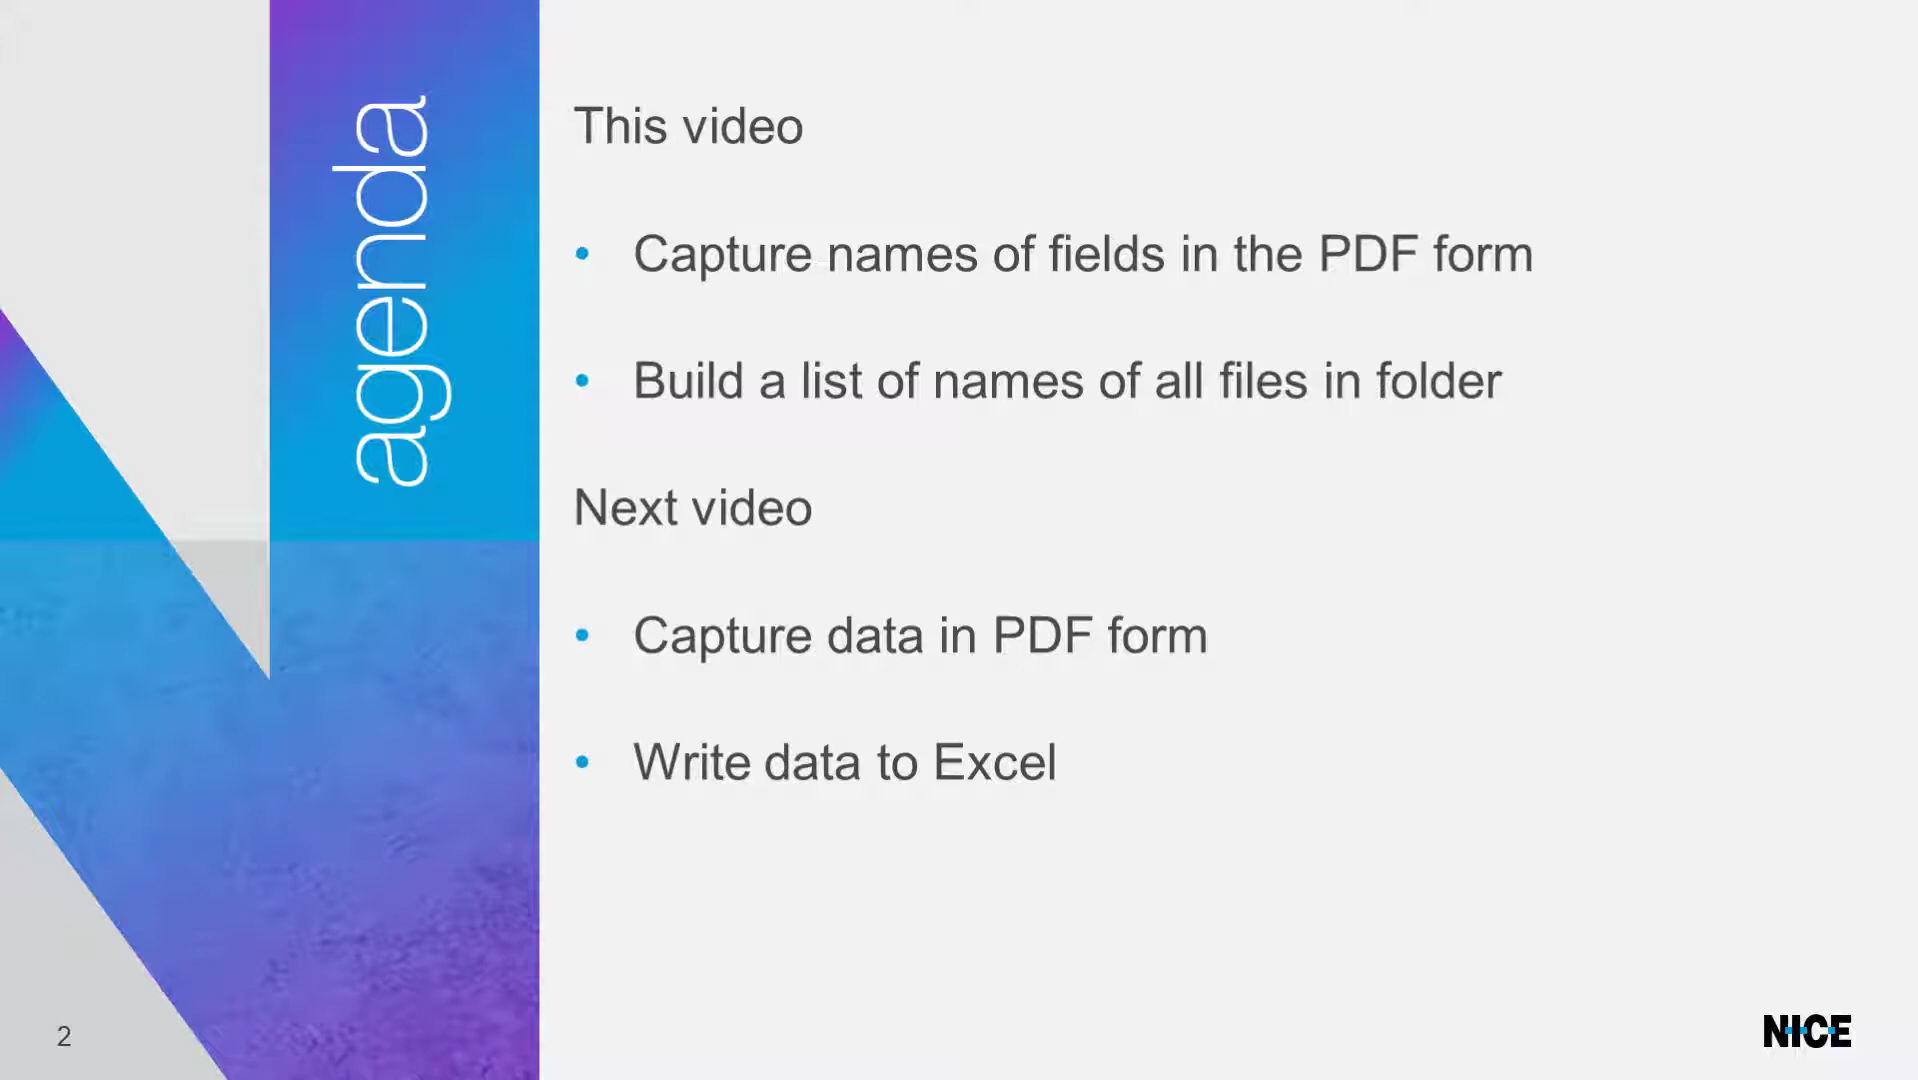 agenda
This video
• Capture names of fields in the PDF form
• Build a list of names of all files in folder
Next video
• Capture data in PDF form
• Write data to Excel
2
NICE